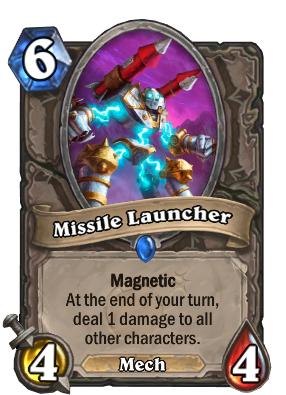 6
Missile Launcher
Magnetic
At the end of your turn,
deal 1 damage to all
other characters.
4
Mech
4